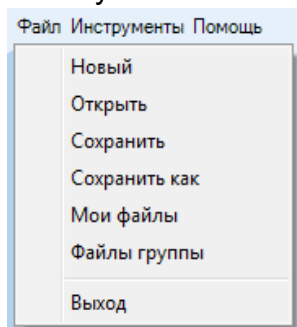 Файл Инструменты Помощь
Новый
Открыть
Сохранить
Сохранить как
Мои файлы
Файлы группы
Выход